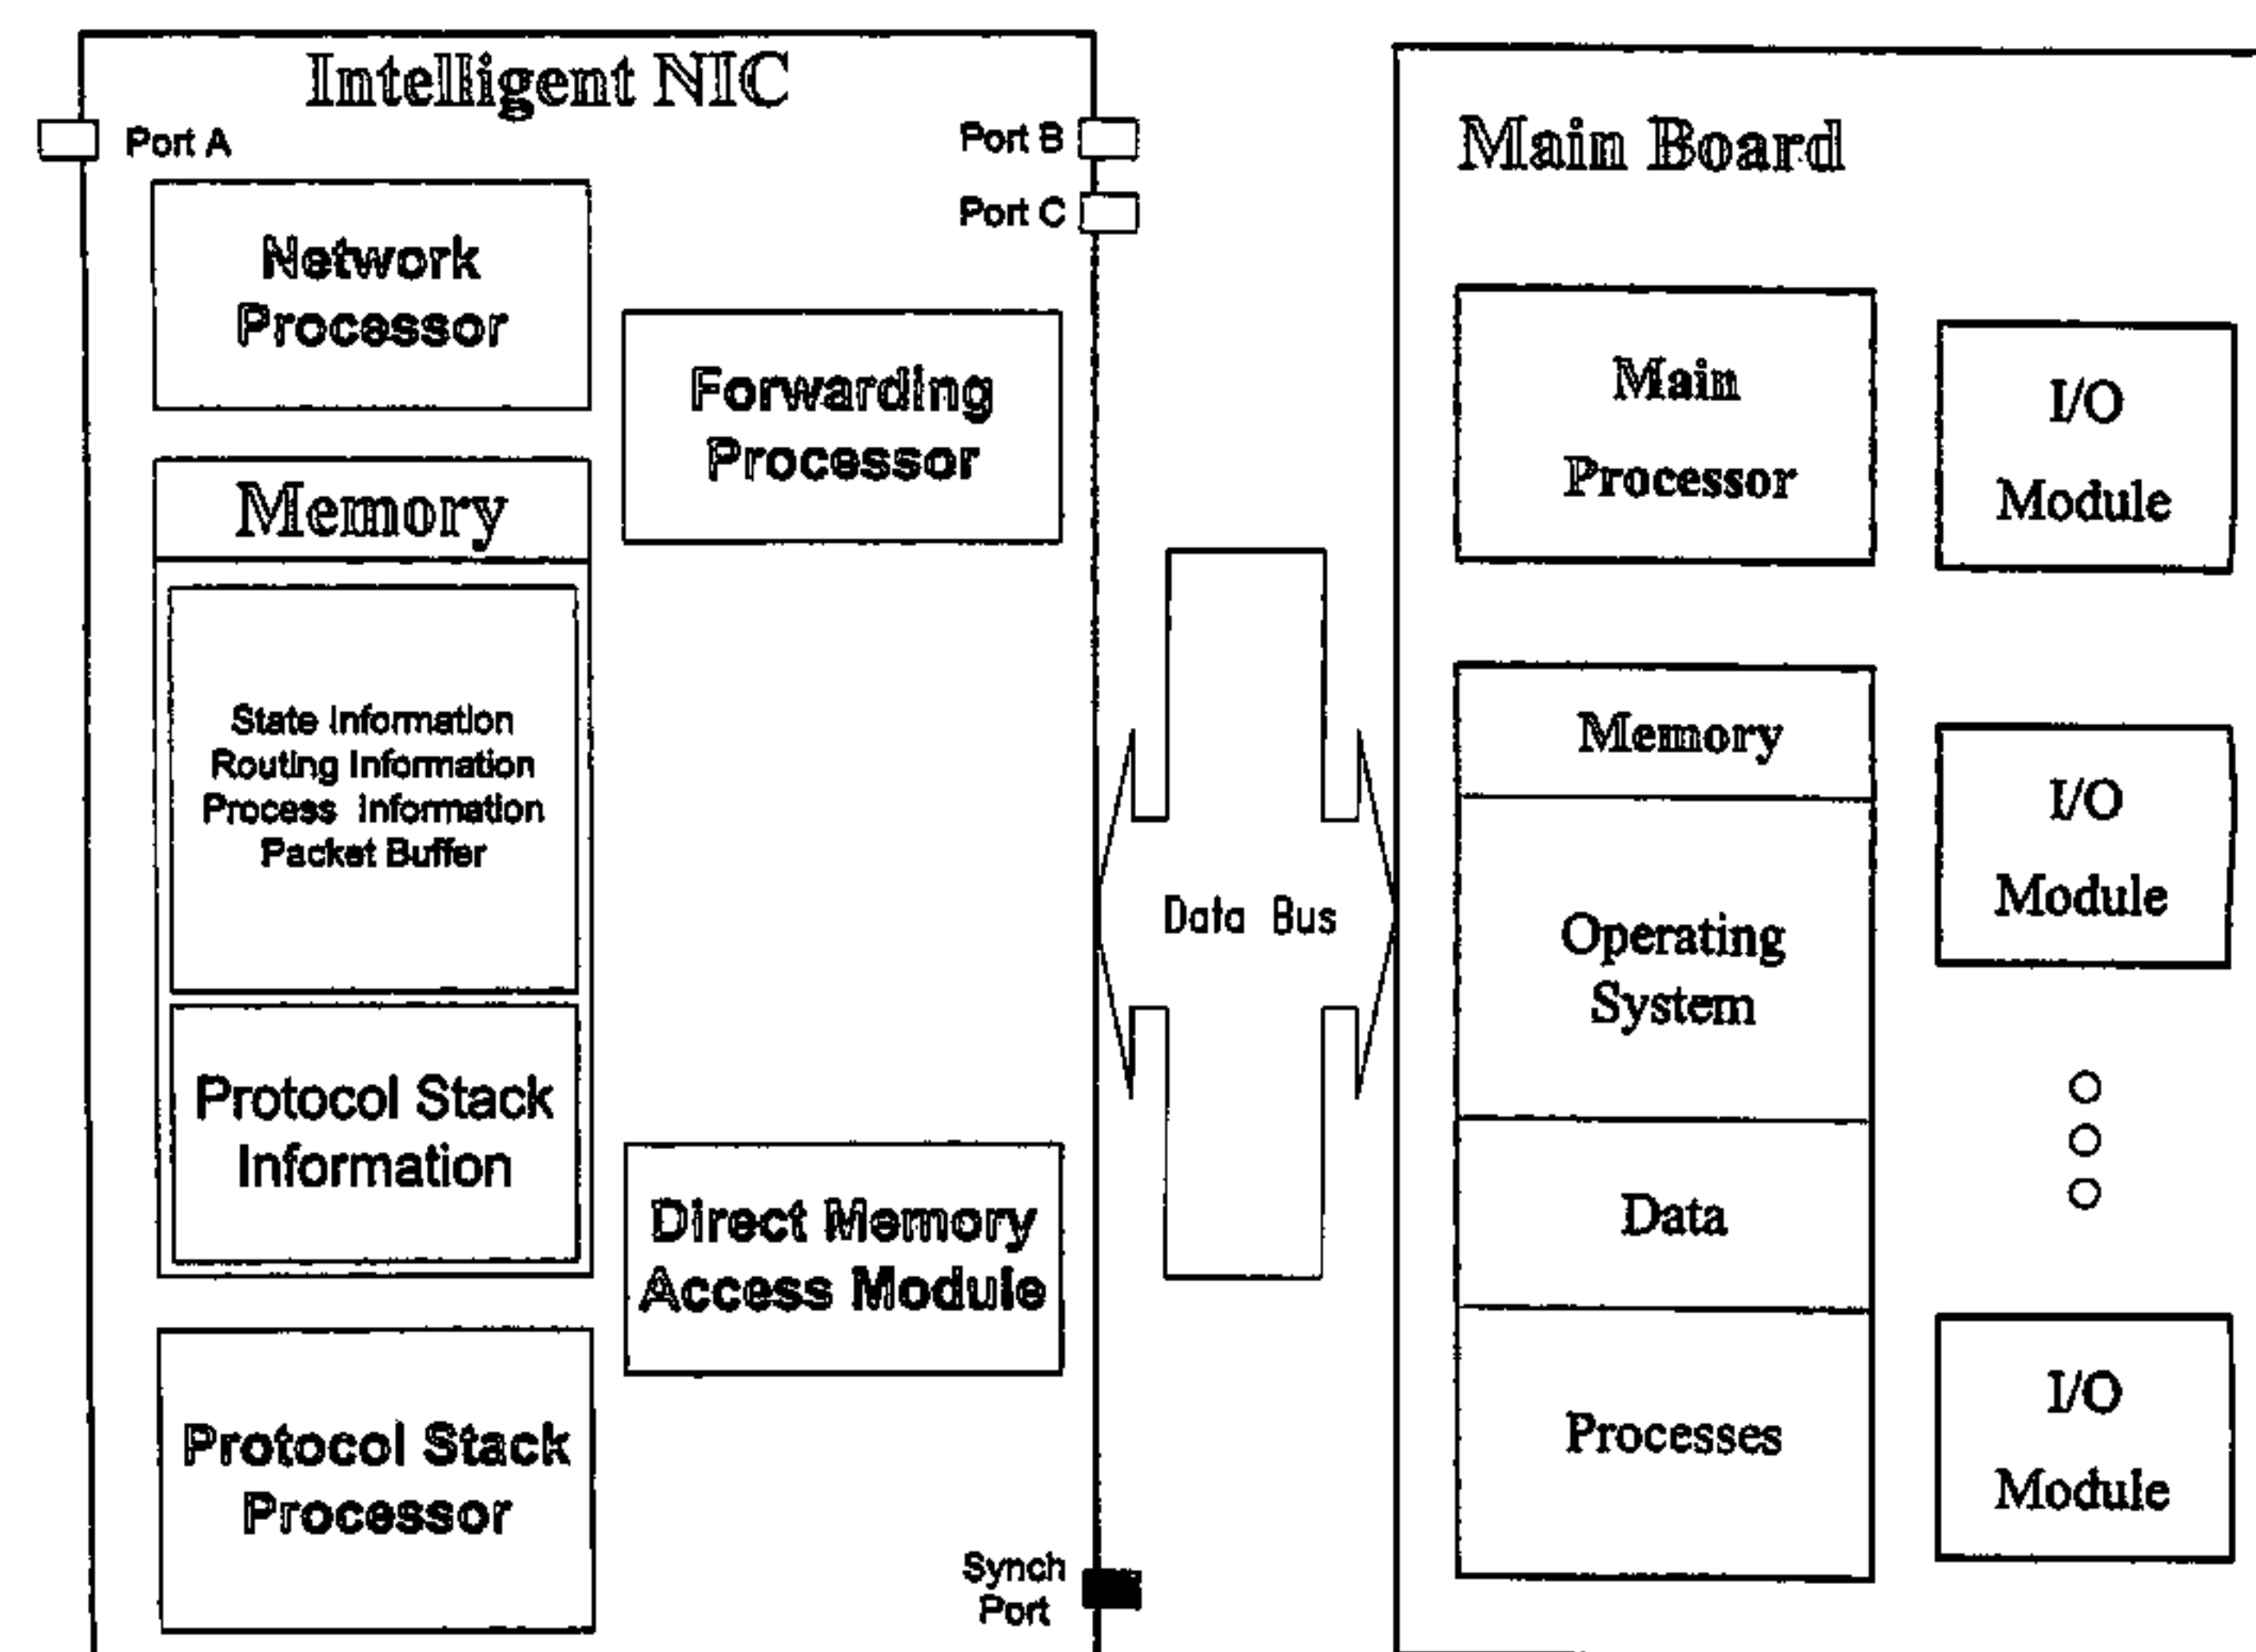 Intelligent NIC
Port A
Port B
Port C
Network
Processor
Forwarding
Processor
Memory
State Information
Routing Information
Process Information
Packet Buffer
Protocol Stack
Information
Direct Memory
Access Module
Protocol Stack
Processor
Synch
Port
Data Bus
Main Board
Main
Processor
I/O
Module
Memory
Operating
System
Data
Processes
I/O
Module
I/O
Module